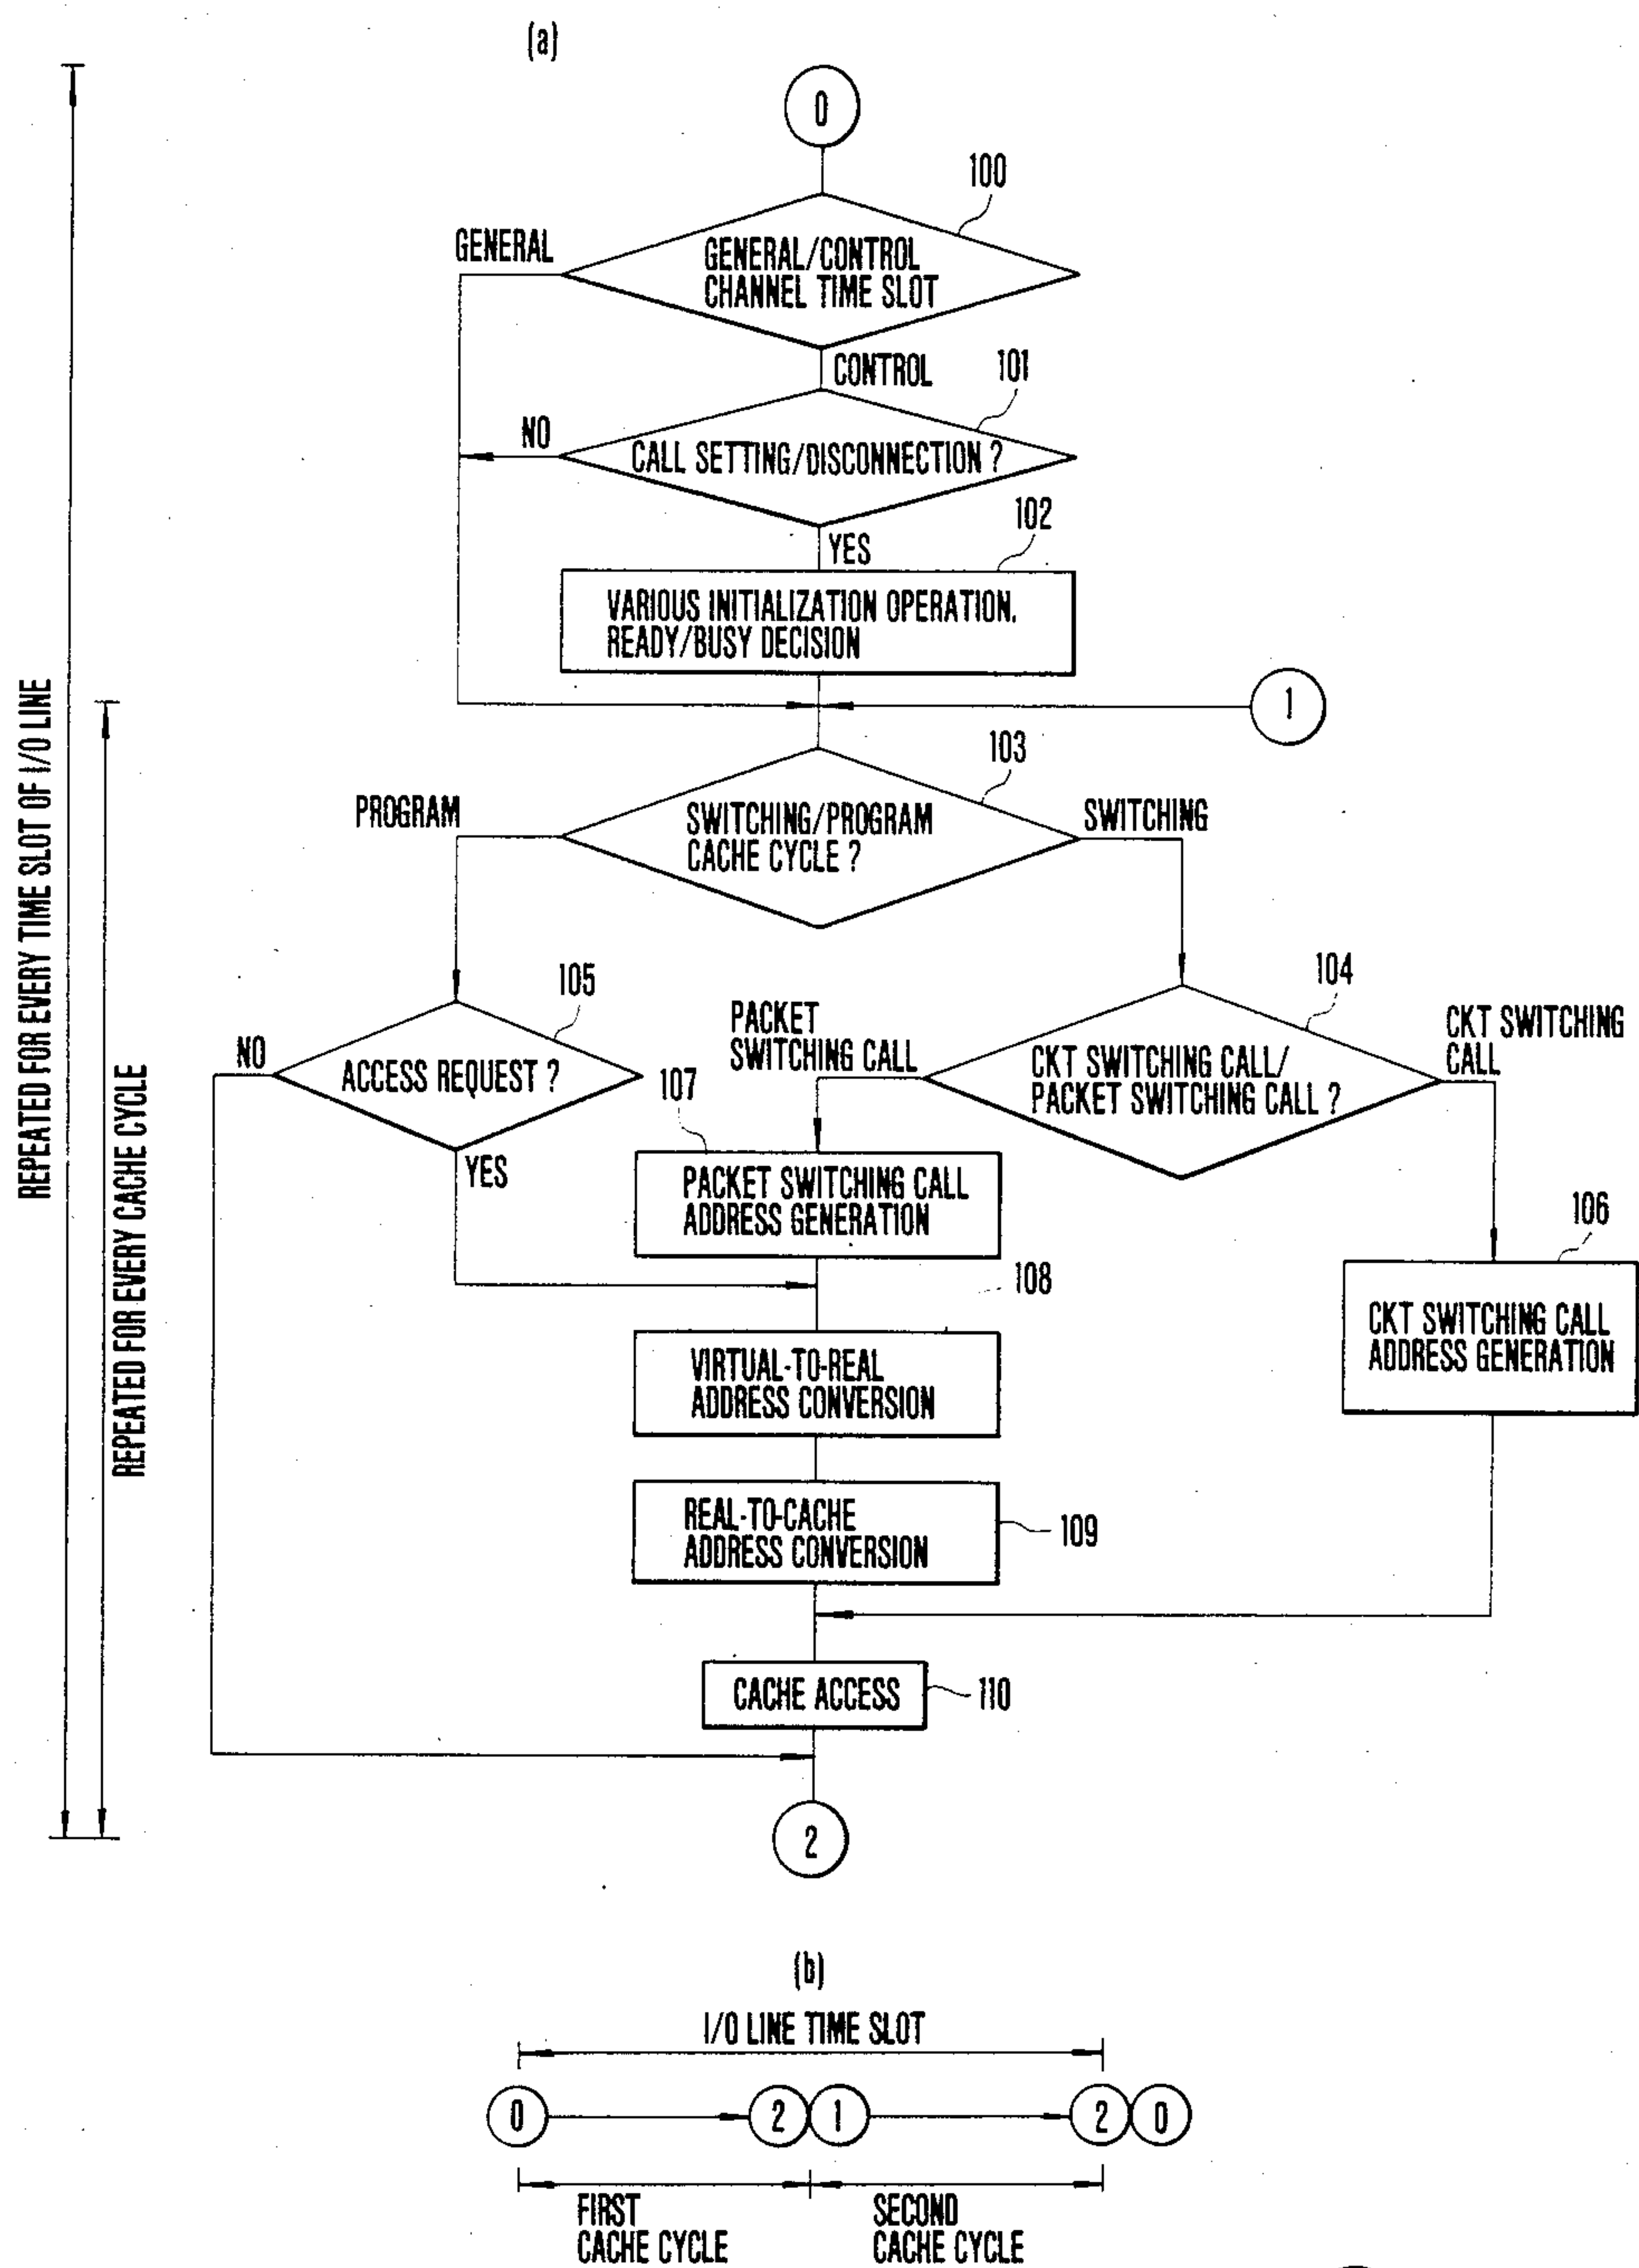 (a)
0
100
GENERAL
GENERAL/CONTROL
CHANNEL TIME SLOT
CONTROL
101
NO
CALL SETTING/DISCONNECTION ?
102
YES
VARIOUS INITIALIZATION OPERATION,
READY/BUSY DECISION
1
103
PROGRAM
SWITCHING/PROGRAM
CACHE CYCLE ?
SWITCHING
REPEATED FOR EVERY TIME SLOT OF I/O LINE
REPEATED FOR EVERY CACHE CYCLE
105
NO
ACCESS REQUEST ?
YES
104
PACKET
SWITCHING CALL
CKT SWITCHING CALL/
PACKET SWITCHING CALL ?
CKT SWITCHING
CALL
107
PACKET SWITCHING CALL
ADDRESS GENERATION
106
CKT SWITCHING CALL
ADDRESS GENERATION
108
VIRTUAL-TO-REAL
ADDRESS CONVERSION
REAL-TO-CACHE
ADDRESS CONVERSION
109
CACHE ACCESS
110
2
(b)
I/O LINE TIME SLOT
0 2 1 2 0
FIRST
CACHE CYCLE
SECOND
CACHE CYCLE